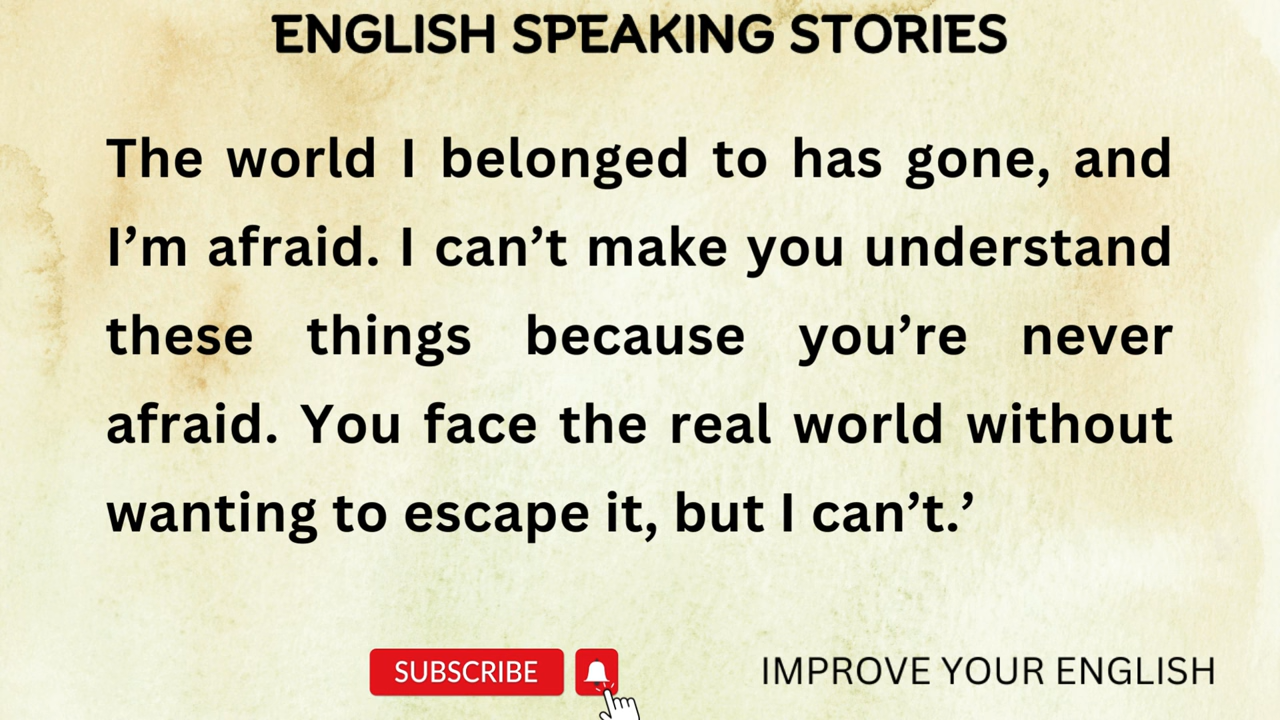 ENGLISH SPEAKING STORIES
The world I belonged to has gone, and
I’m afraid. I can’t make you understand
these things because you’re never
afraid. You face the real world without
wanting to escape it, but I can’t.’
SUBSCRIBE
IMPROVE YOUR ENGLISH